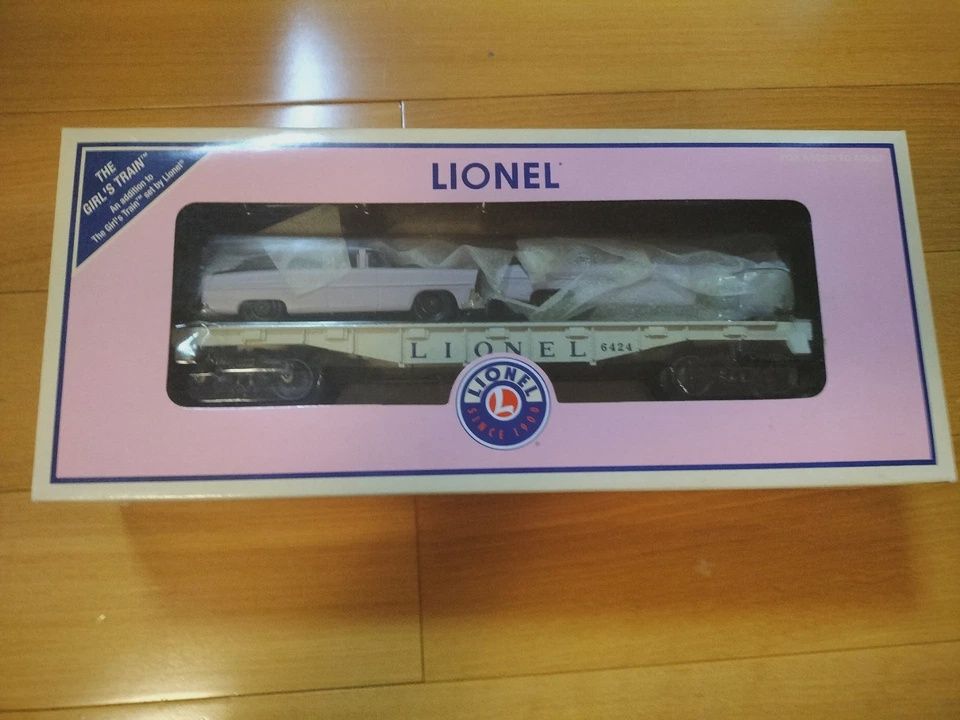 THE
GIRL'S TRAIN™
An addition to
The Girl's Train™ set by Lionel®
LIONEL®
LIONEL 6424
LIONEL
L
SINCE 1900